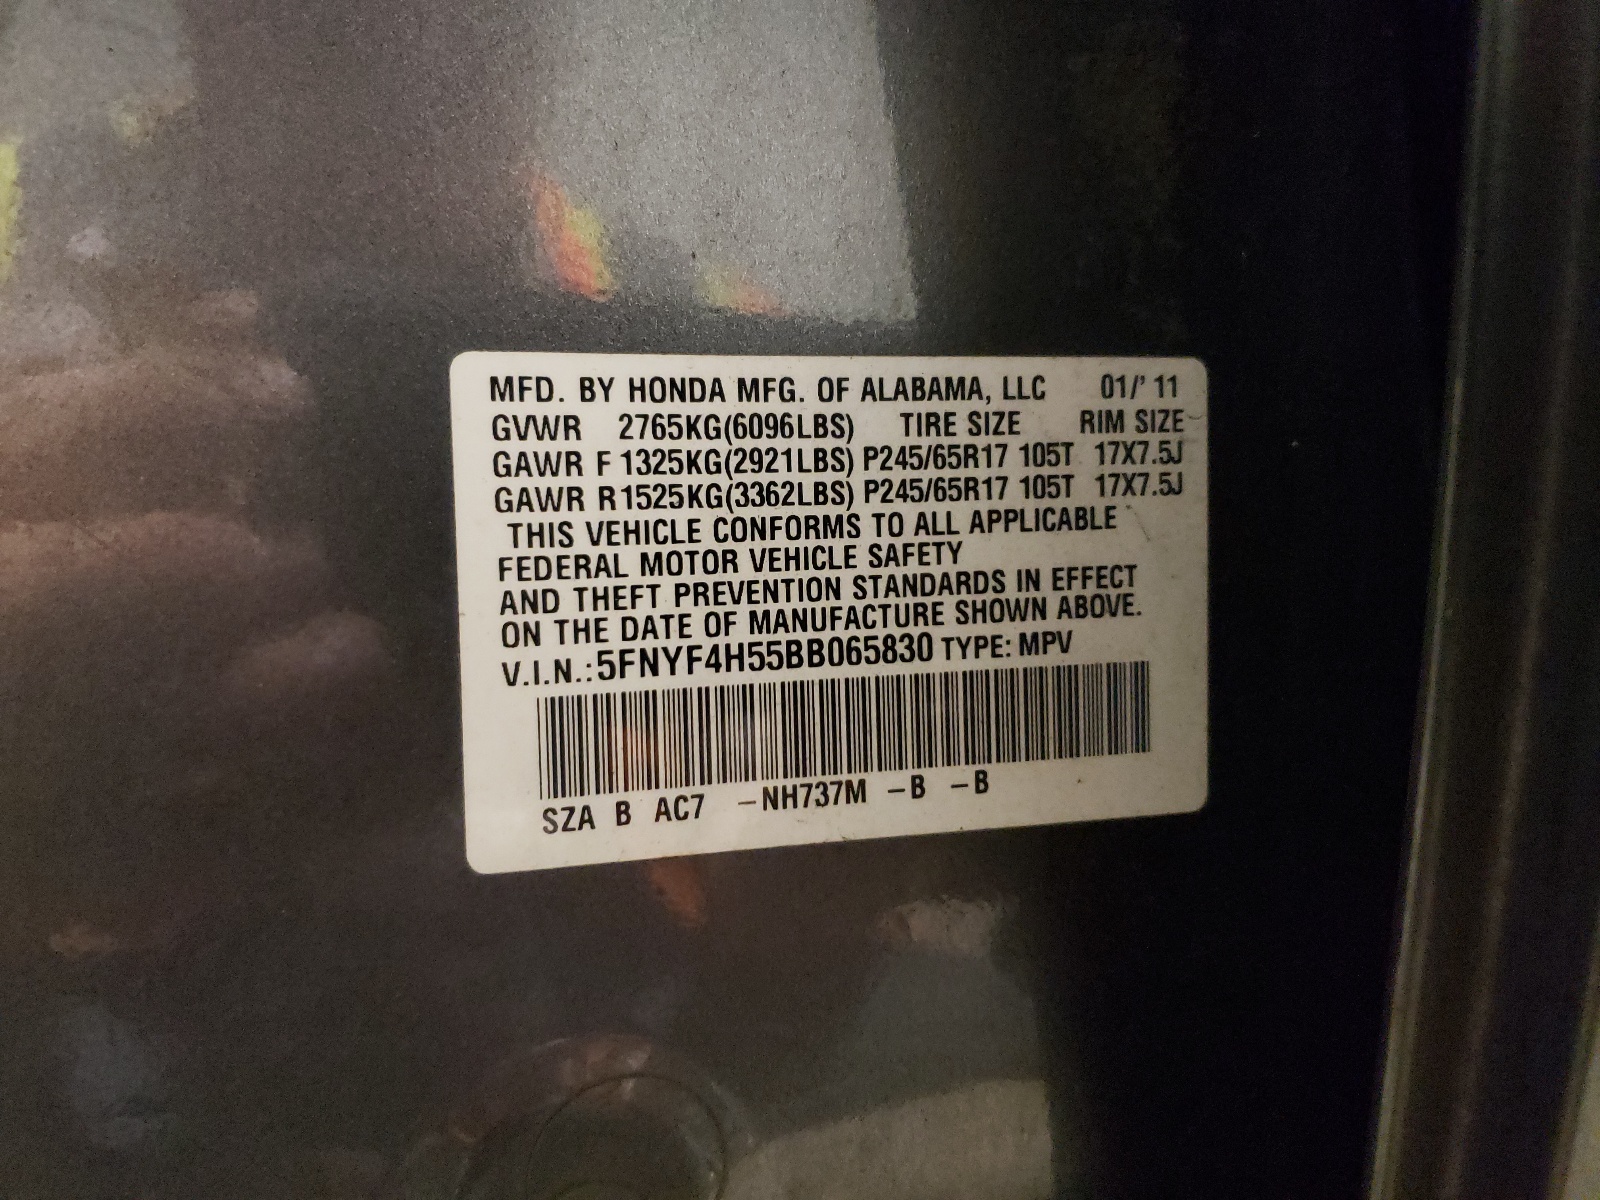 MFD. BY HONDA MFG. OF ALABAMA, LLC 01/' 11
GVWR 2765KG(6096LBS) TIRE SIZE RIM SIZE
GAWR F 1325KG(2921LBS) P245/65R17 105T 17X7.5J
GAWR R1525KG(3362LBS) P245/65R17 105T 17X7.5J
THIS VEHICLE CONFORMS TO ALL APPLICABLE
FEDERAL MOTOR VEHICLE SAFETY
AND THEFT PREVENTION STANDARDS IN EFFECT
ON THE DATE OF MANUFACTURE SHOWN ABOVE.
V.I.N.:5FNYF4H55BB065830 TYPE: MPV
SZA B AC7 –NH737M –B –B